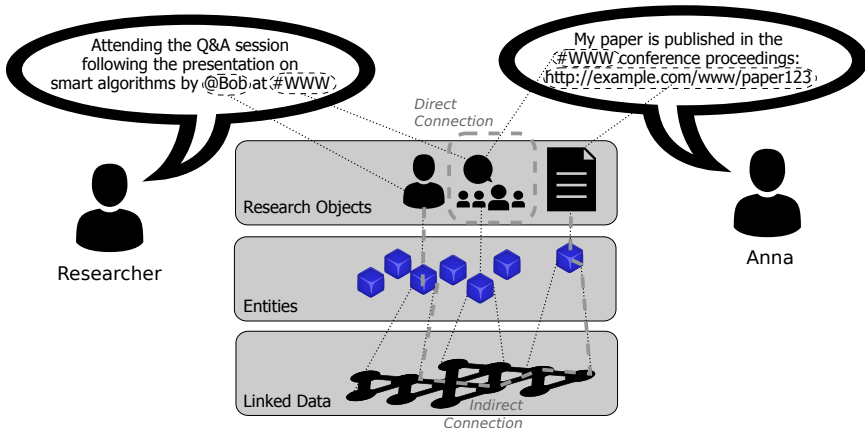 Attending the Q&A session
following the presentation on
smart algorithms by @Bob at #WWW
My paper is published in the
#WWW conference proceedings:
http://example.com/www/paper123
Direct
Connection
Research Objects
Researcher
Anna
Entities
Linked Data
Indirect
Connection